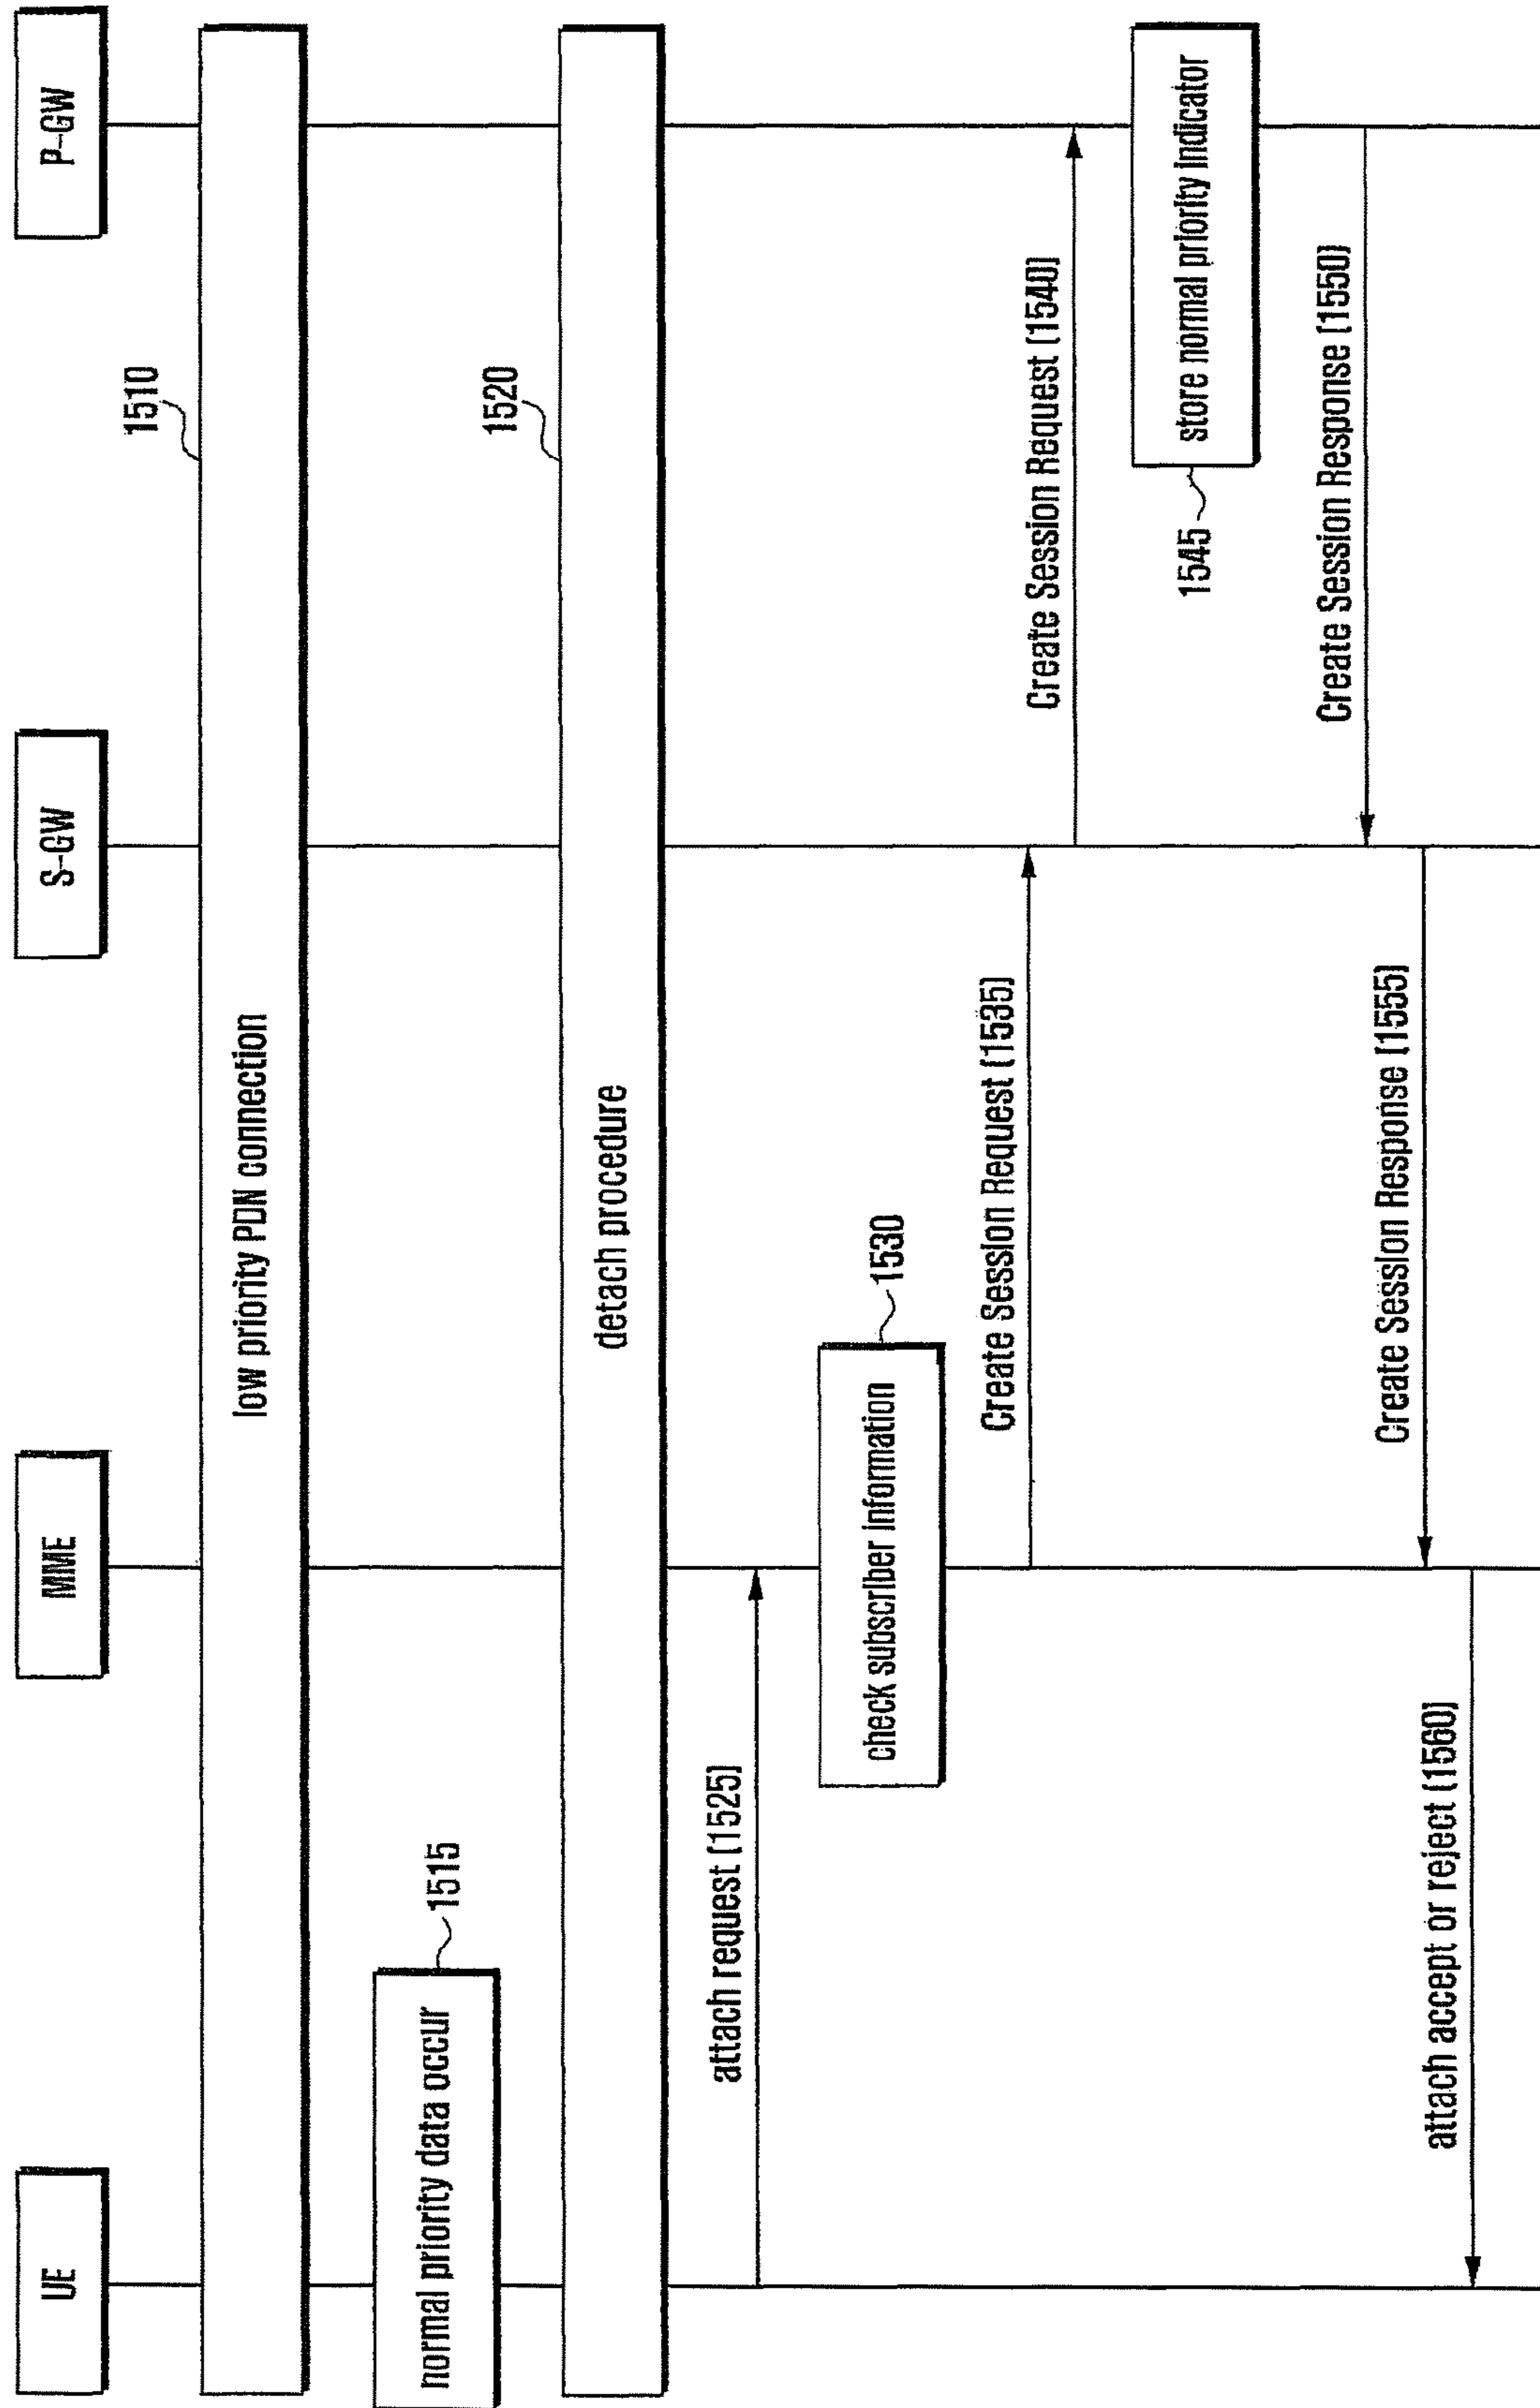 UE
MME
S-GW
P-GW
1510
low priority PDN connection
normal priority data occur
1515
1520
detach procedure
attach request (1525)
check subscriber information
1530
Create Session Request (1535)
Create Session Request (1540)
store normal priority indicator
1545
Create Session Response (1550)
Create Session Response (1555)
attach accept or reject (1560)